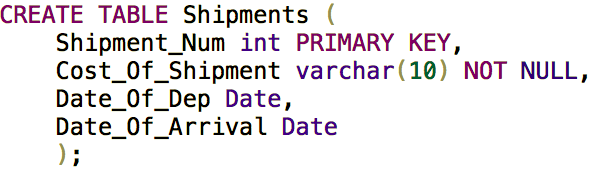 CREATE TABLE Shipments (
    Shipment_Num int PRIMARY KEY,
    Cost_Of_Shipment varchar(10) NOT NULL,
    Date_Of_Dep Date,
    Date_Of_Arrival Date
    );